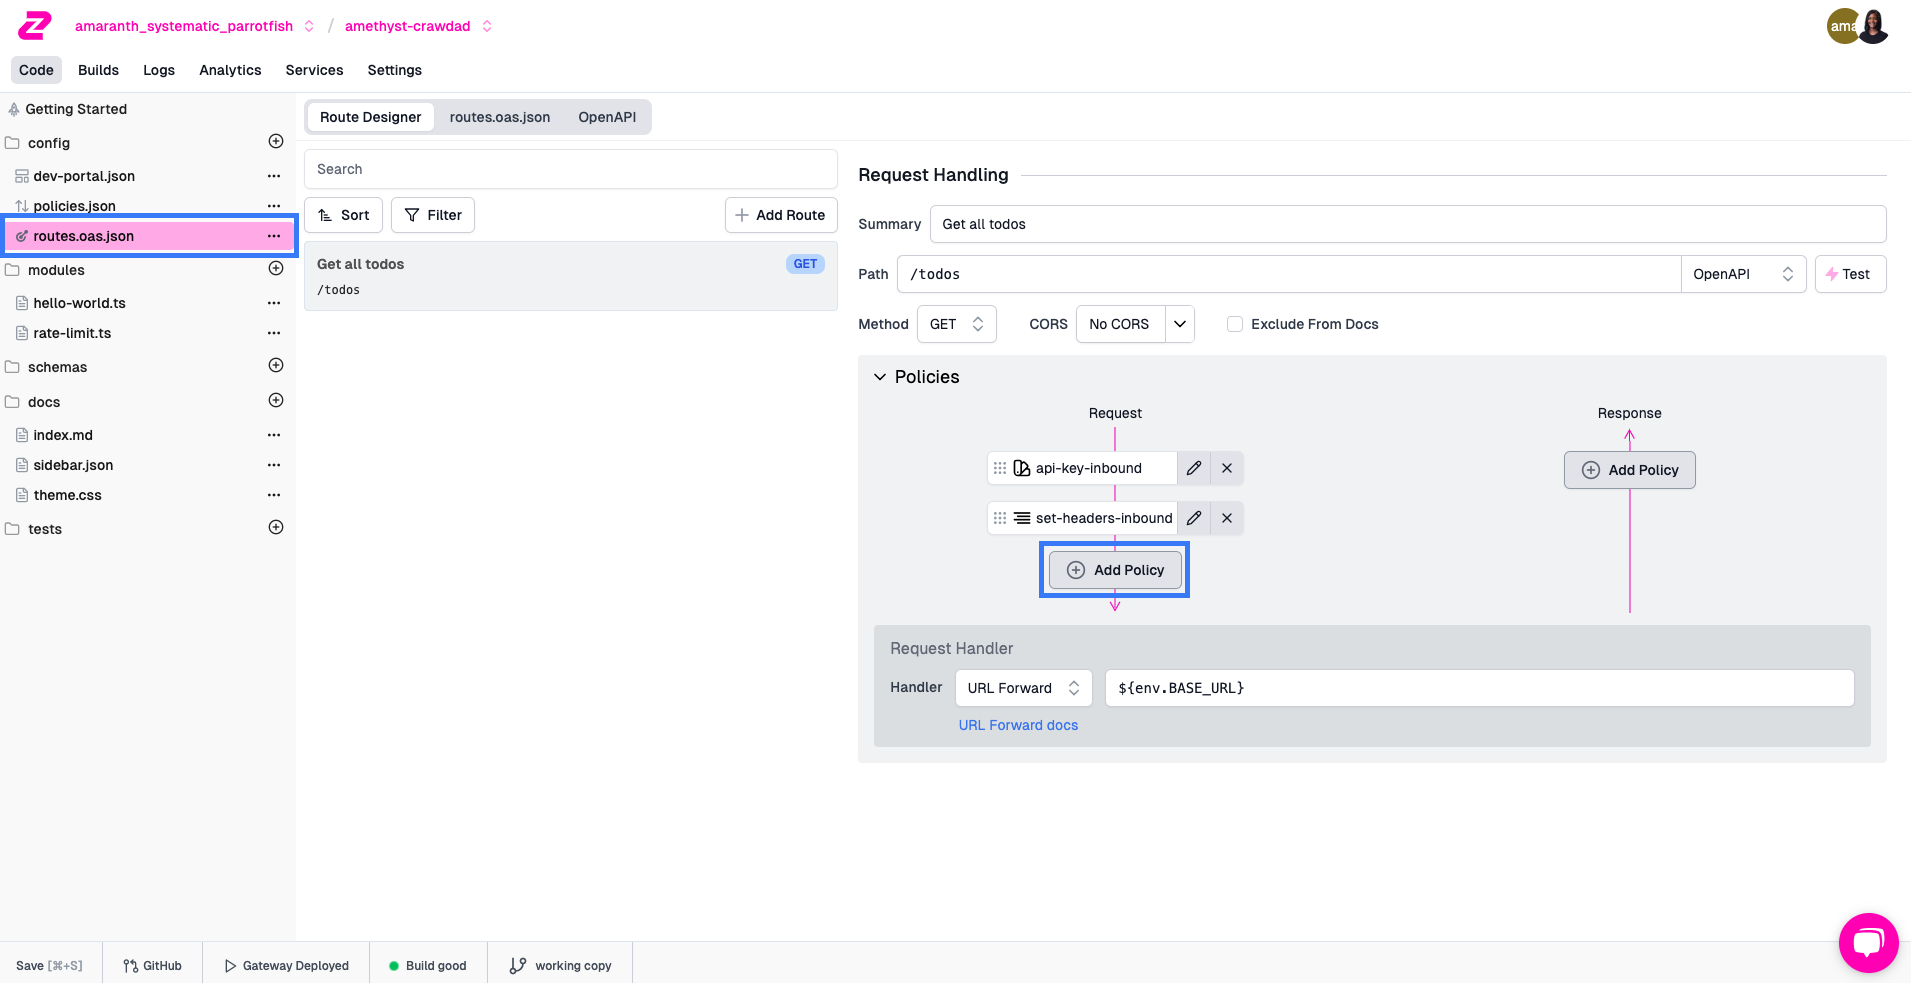 amaranth_systematic_parrotfish / amethyst-crawdad
ama
Code Builds Logs Analytics Services Settings
Getting Started
config
dev-portal.json
policies.json
routes.oas.json
modules
hello-world.ts
rate-limit.ts
schemas
docs
index.md
sidebar.json
theme.css
tests
Route Designer routes.oas.json OpenAPI
Search
Sort Filter Add Route
Get all todos GET
/todos
Request Handling
Summary Get all todos
Path /todos OpenAPI Test
Method GET CORS No CORS Exclude From Docs
Policies
Request Response
api-key-inbound
Add Policy
set-headers-inbound
Add Policy
Request Handler
Handler URL Forward ${env.BASE_URL}
URL Forward docs
Save [⌘+S] GitHub Gateway Deployed Build good working copy